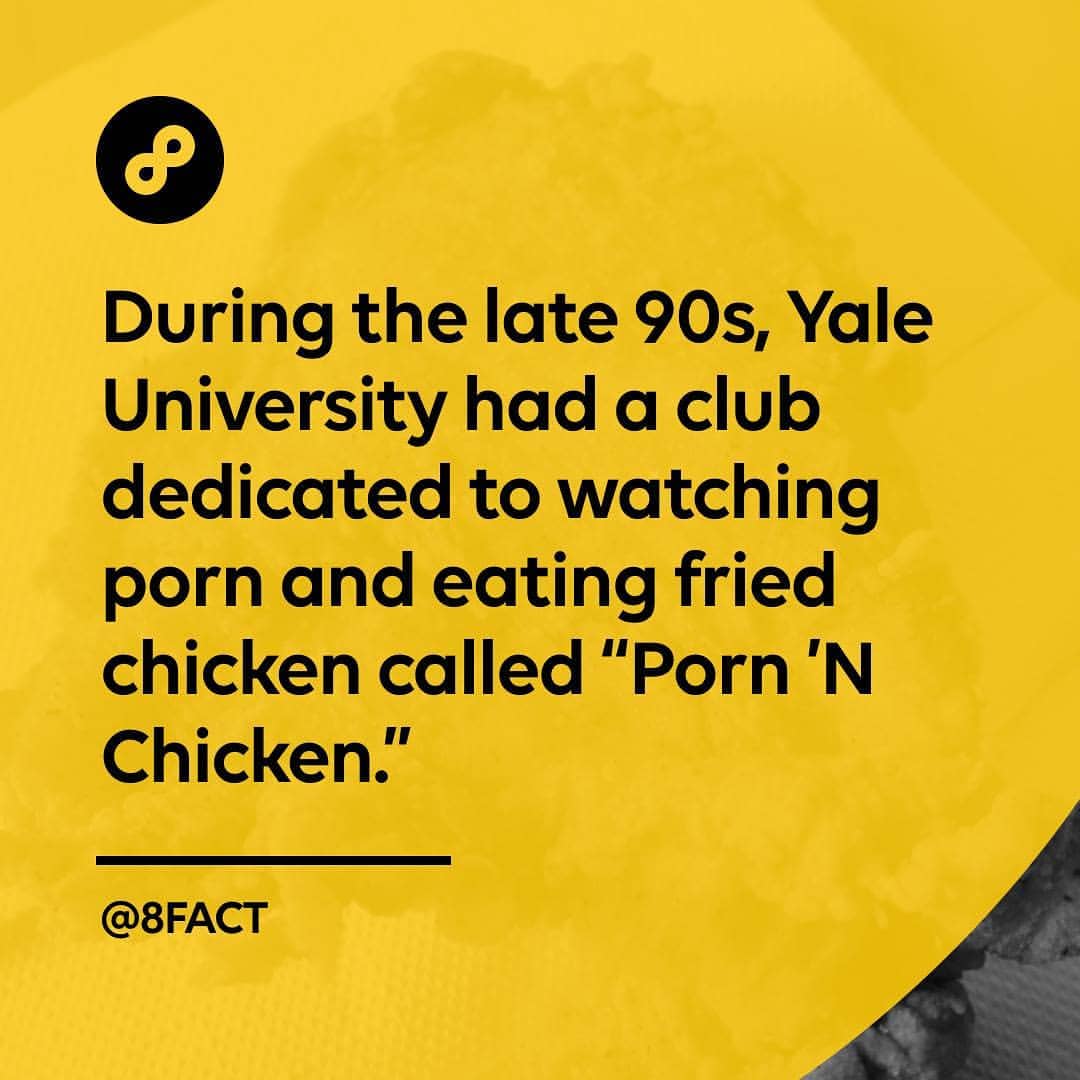 During the late 90s, Yale
University had a club
dedicated to watching
porn and eating fried
chicken called “Porn ’N
Chicken.”
@8FACT